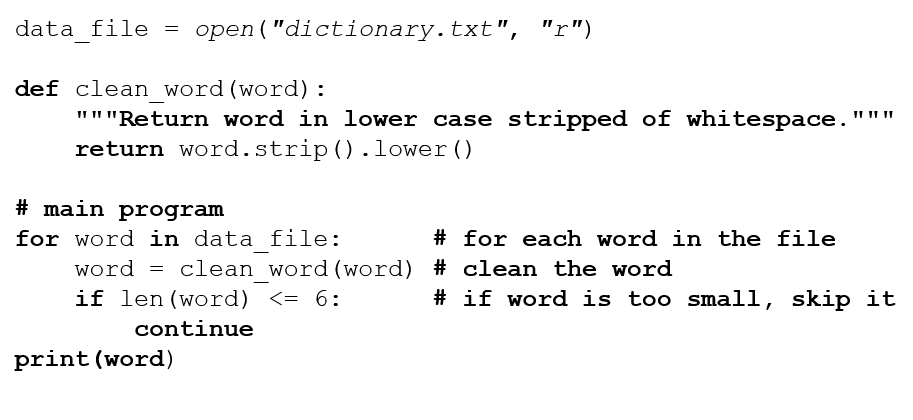 data_file = open("dictionary.txt", "r")
def clean_word(word):
    """Return word in lower case stripped of whitespace."""
    return word.strip().lower()
# main program
for word in data_file:      # for each word in the file
    word = clean_word(word) # clean the word
    if len(word) <= 6:      # if word is too small, skip it
        continue
print(word)